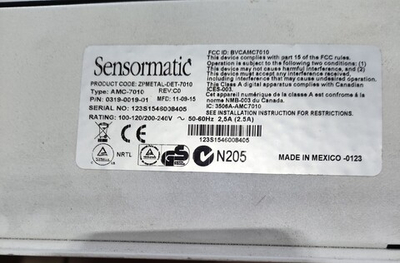 Sensormatic
PRODUCT CODE: ZPMETAL-DET-7010
Type: AMC-7010 REV:C0
P/N: 0319-0019-01 MFD: 11-09-15
SERIAL NO: 123S1546008405
RATING: 100-120/200-240V ~ 50-60Hz 2,5A (2.5A)
FCC ID: BVCAMC7010
This device complies with part 15 of the FCC rules.
Operation is subject to the following conditions: (1)
This device may not cause harmful interference, and
(2) This device must accept any interference received,
including interference that may cause undesired operation.
This Class A digital apparatus complies with Canadian
ICES-003.
Cet appareil numérique de la classe A est conforme à la
norme NMB-003 du Canada.
IC: 3506A-AMC7010
SEE INSTALLATION INSTRUCTION FOR RESTRICTIONS.
123S1546008405
CE
NRTL
GS
N205
MADE IN MEXICO -0123